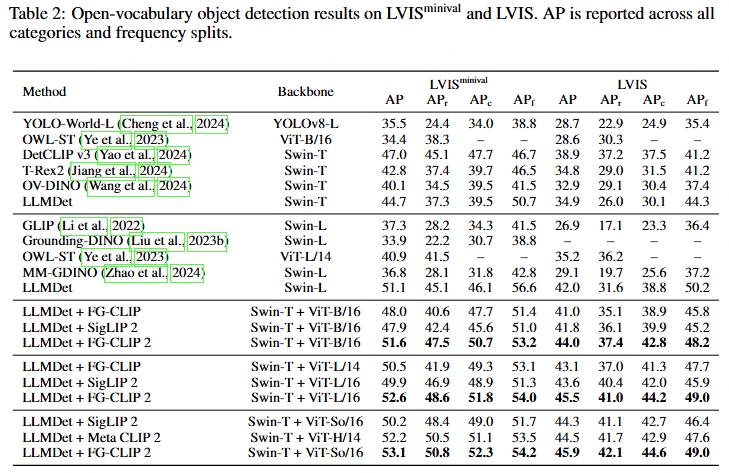 Table 2: Open-vocabulary object detection results on LVISminival and LVIS. AP is reported across all
categories and frequency splits.
Method Backbone LVISminival LVIS
AP APr APc APf AP APr APc APf
YOLO-World-L (Cheng et al., 2024) YOLOv8-L 35.5 24.4 34.0 38.8 28.7 22.9 24.9 35.4
OWL-ST (Ye et al., 2023) ViT-B/16 34.4 38.3 – – 28.6 30.3 – –
DetCLIP v3 (Yao et al., 2024) Swin-T 47.0 45.1 47.7 46.7 38.9 37.2 37.5 41.2
T-Rex2 (Jiang et al., 2024) Swin-T 42.8 37.4 39.7 46.5 34.8 29.0 31.5 41.2
OV-DINO (Wang et al., 2024) Swin-T 40.1 34.5 39.5 41.5 32.9 29.1 30.4 37.4
LLMDet Swin-T 44.7 37.3 39.5 50.7 34.9 26.0 30.1 44.3
GLIP (Li et al., 2022) Swin-L 37.3 28.2 34.3 41.5 26.9 17.1 23.3 36.4
Grounding-DINO (Liu et al., 2023b) Swin-L 33.9 22.2 30.7 38.8 – – – –
OWL-ST (Ye et al., 2023) ViT-L/14 40.9 41.5 – – 35.2 36.2 – –
MM-GDINO (Zhao et al., 2024) Swin-L 36.8 28.1 31.8 42.8 29.1 19.7 25.6 37.2
LLMDet Swin-L 51.1 45.1 46.1 56.6 42.0 31.6 38.8 50.2
LLMDet + FG-CLIP Swin-T + ViT-B/16 48.0 40.6 47.7 51.4 41.0 35.1 38.9 45.8
LLMDet + SigLIP 2 Swin-T + ViT-B/16 47.9 42.4 45.6 51.0 41.8 36.1 39.9 45.2
LLMDet + FG-CLIP 2 Swin-T + ViT-B/16 51.6 47.5 50.7 53.2 44.0 37.4 42.8 48.2
LLMDet + FG-CLIP Swin-T + ViT-L/14 50.5 41.9 49.3 53.1 43.1 37.0 41.3 47.7
LLMDet + SigLIP 2 Swin-T + ViT-L/16 49.9 46.9 48.9 51.3 43.6 40.4 42.0 45.9
LLMDet + FG-CLIP 2 Swin-T + ViT-L/16 52.6 48.6 51.8 54.0 45.5 41.0 44.2 49.0
LLMDet + SigLIP 2 Swin-T + ViT-So/16 50.2 48.4 49.0 51.7 44.3 41.1 42.7 46.4
LLMDet + Meta CLIP 2 Swin-T + ViT-H/14 52.2 50.5 51.1 53.5 44.5 41.7 42.9 47.6
LLMDet + FG-CLIP 2 Swin-T + ViT-So/16 53.1 50.8 52.3 54.2 45.9 42.1 44.6 49.0